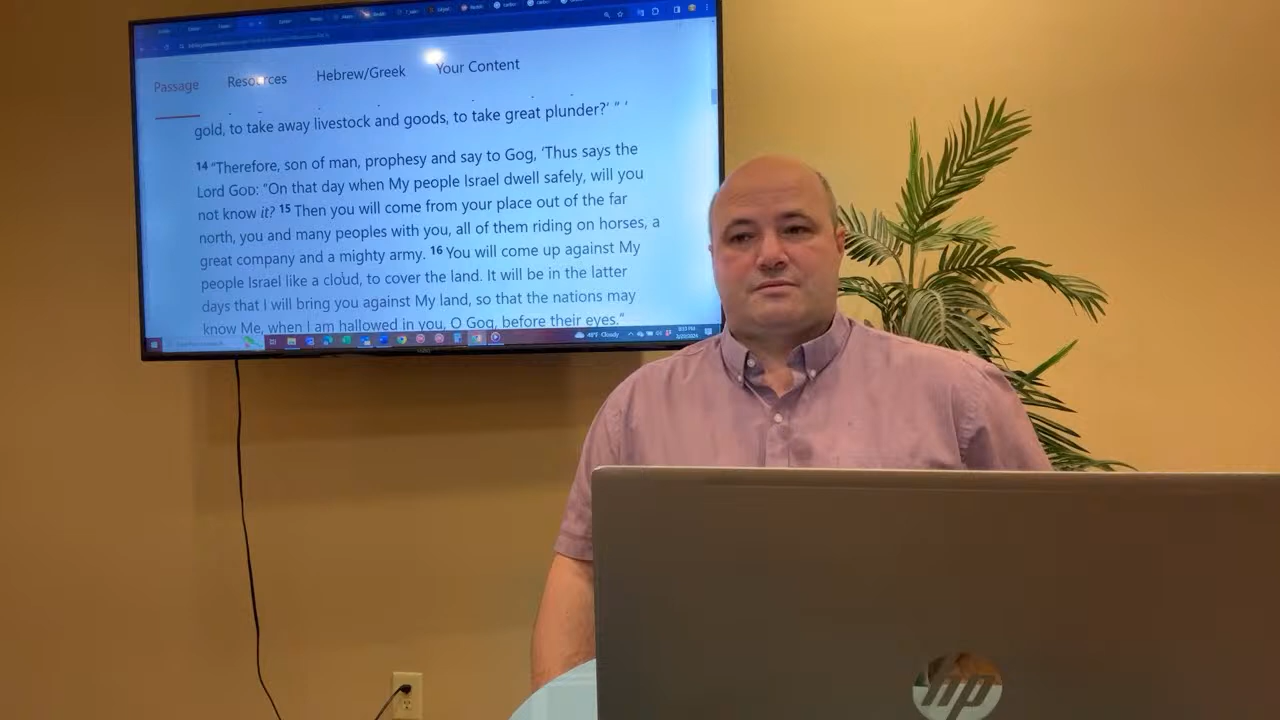 Passage
Resources
Hebrew/Greek
Your Content
gold, to take away livestock and goods, to take great plunder?’ ” ’
14 “Therefore, son of man, prophesy and say to Gog, ‘Thus says the
Lord GOD: “On that day when My people Israel dwell safely, will you
not know it? 15 Then you will come from your place out of the far
north, you and many peoples with you, all of them riding on horses, a
great company and a mighty army. 16 You will come up against My
people Israel like a cloud, to cover the land. It will be in the latter
days that I will bring you against My land, so that the nations may
know Me, when I am hallowed in you, O Gog, before their eyes.”
48°F Cloudy
hp